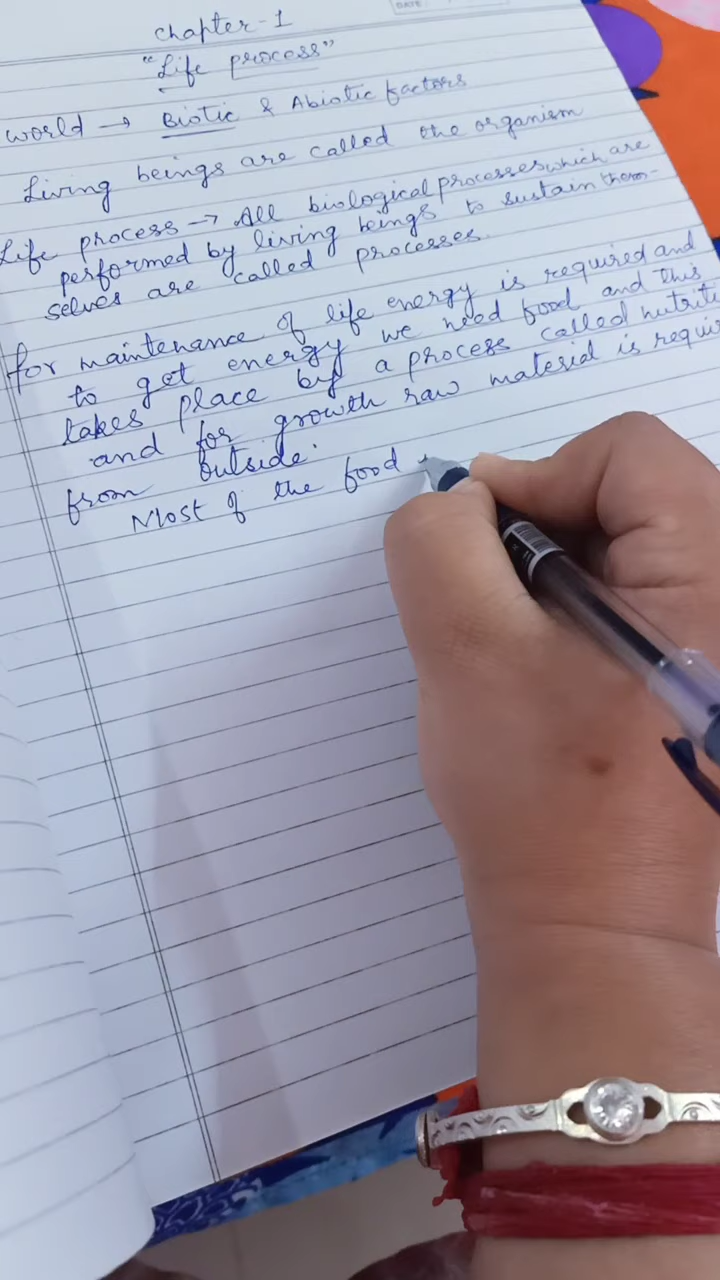 DATE
chapter-1
"Life process"
world → Biotic & Abiotic factors
Living beings are called the organism
Life process → All biological processes which are
performed by living beings to sustain them-
selves are called processes.
for maintenance of life energy is required and
to get energy we need food and this
takes place by a process called nutriti
and for growth raw material is requi
from outside.
Most of the food